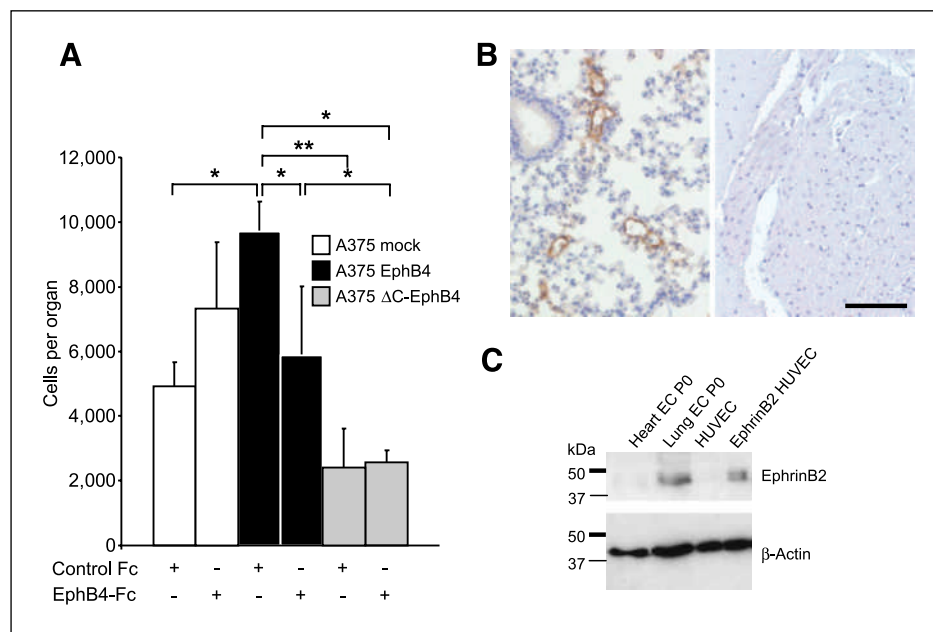 A
*
**
*
*
*
12,000
10,000
8,000
6,000
4,000
2,000
0
Cells per organ
A375 mock
A375 EphB4
A375 ΔC-EphB4
Control Fc + - + - + -
EphB4-Fc - + - + - +
B
C
Heart EC P0
Lung EC P0
HUVEC
EphrinB2 HUVEC
kDa
50
37
EphrinB2
50
37
β-Actin